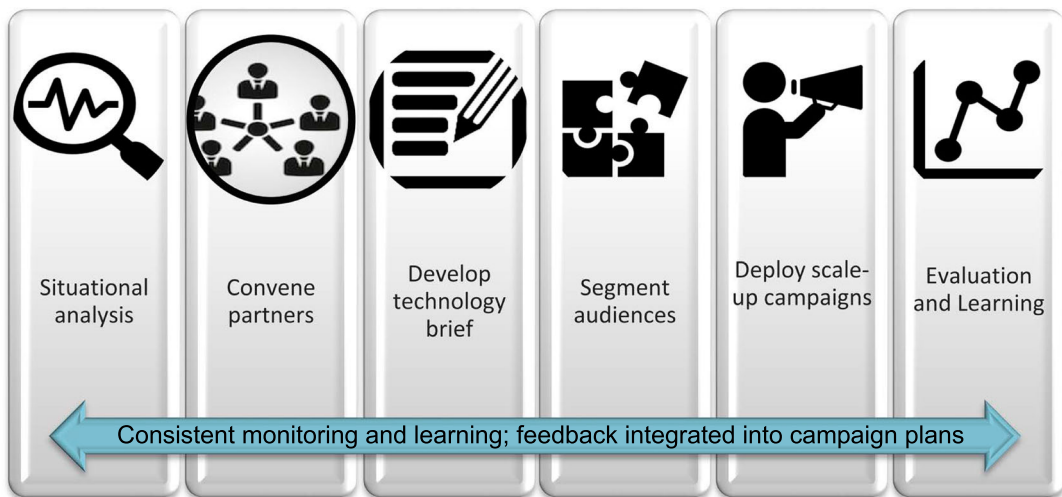 Situational
analysis
Convene
partners
Develop
technology
brief
Segment
audiences
Deploy scale-
up campaigns
Evaluation
and Learning
Consistent monitoring and learning; feedback integrated into campaign plans